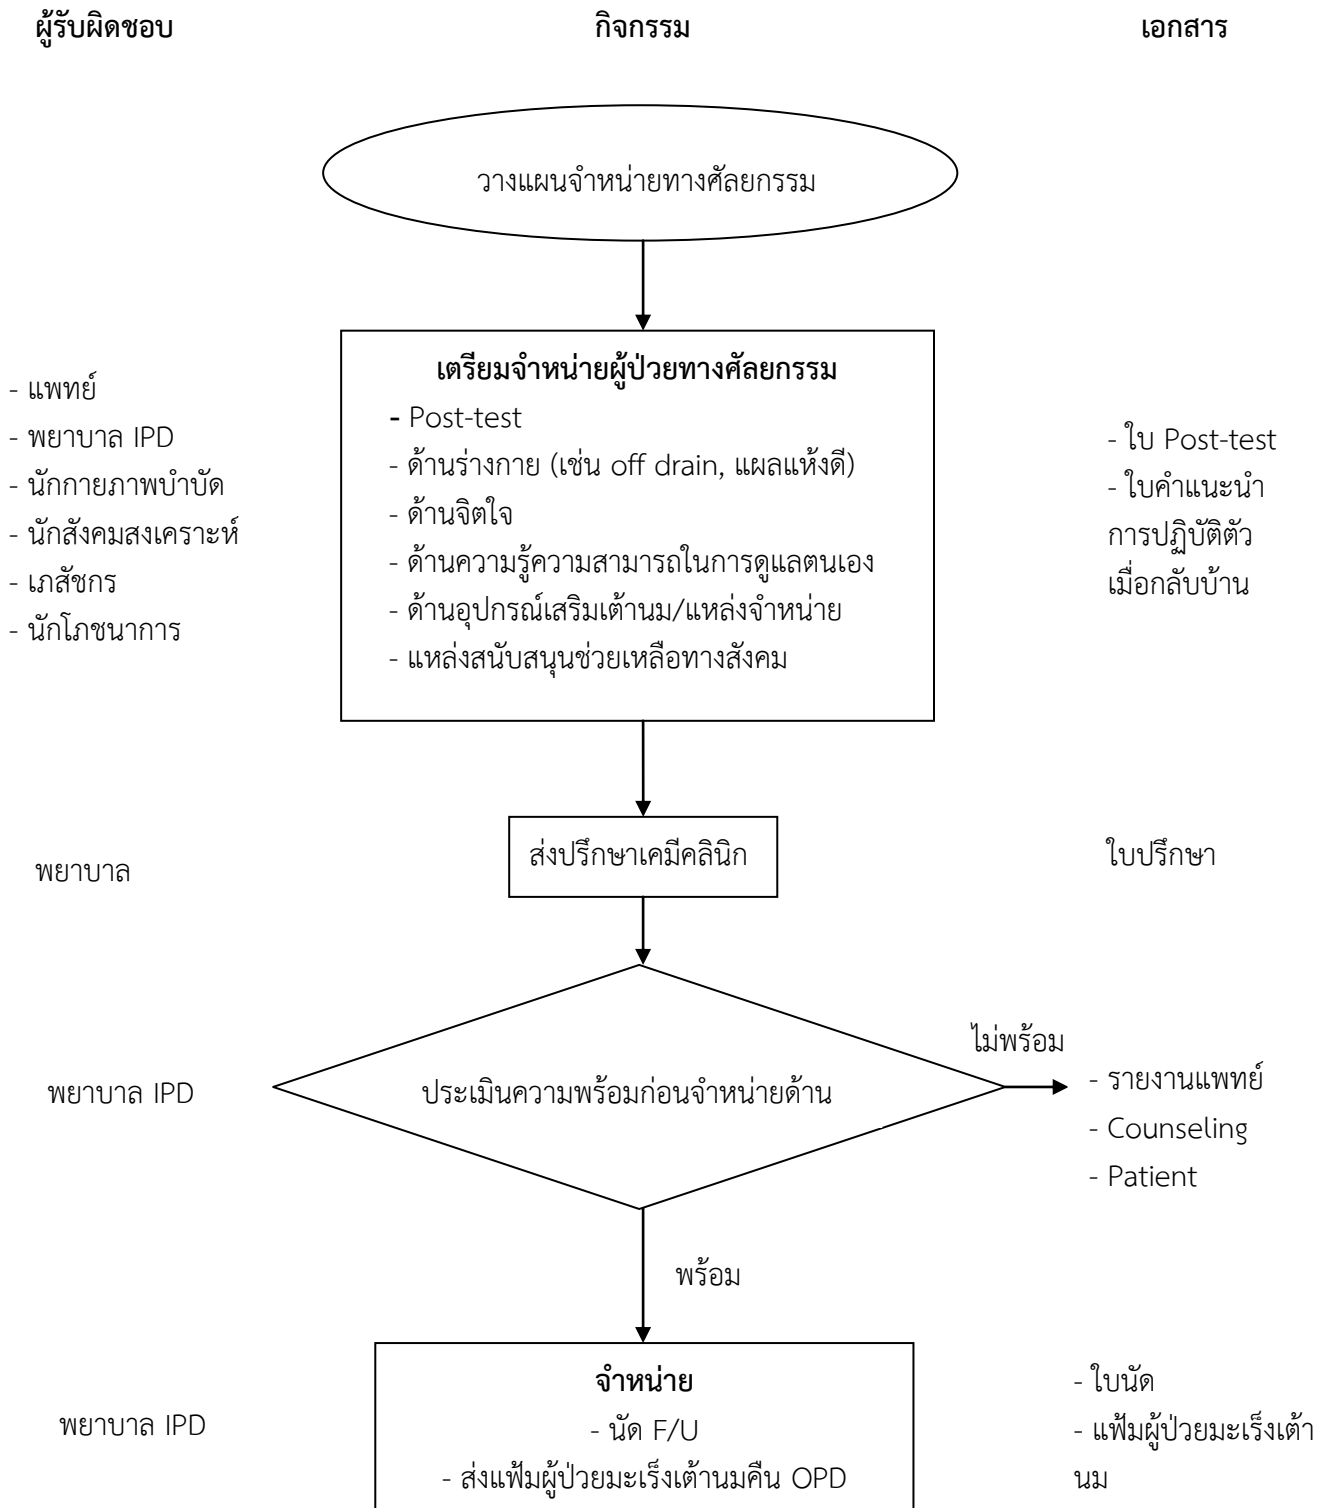 ผู้รับผิดชอบ
กิจกรรม
เอกสาร
วางแผนจำหน่ายทางศัลยกรรม
- แพทย์
- พยาบาล IPD
- นักกายภาพบำบัด
- นักสังคมสงเคราะห์
- เภสัชกร
- นักโภชนาการ
เตรียมจำหน่ายผู้ป่วยทางศัลยกรรม
- Post-test
- ด้านร่างกาย (เช่น off drain, แผลแห้งดี)
- ด้านจิตใจ
- ด้านความรู้ความสามารถในการดูแลตนเอง
- ด้านอุปกรณ์เสริมเต้านม/แหล่งจำหน่าย
- แหล่งสนับสนุนช่วยเหลือทางสังคม
- ใบ Post-test
- ใบคำแนะนำ
การปฏิบัติตัว
เมื่อกลับบ้าน
พยาบาล
ส่งปรึกษาเคมีคลินิก
ใบปรึกษา
พยาบาล IPD
ประเมินความพร้อมก่อนจำหน่ายด้าน
ไม่พร้อม
- รายงานแพทย์
- Counseling
- Patient
พร้อม
พยาบาล IPD
จำหน่าย
- นัด F/U
- ส่งแฟ้มผู้ป่วยมะเร็งเต้านมคืน OPD
- ใบนัด
- แฟ้มผู้ป่วยมะเร็งเต้า
นม